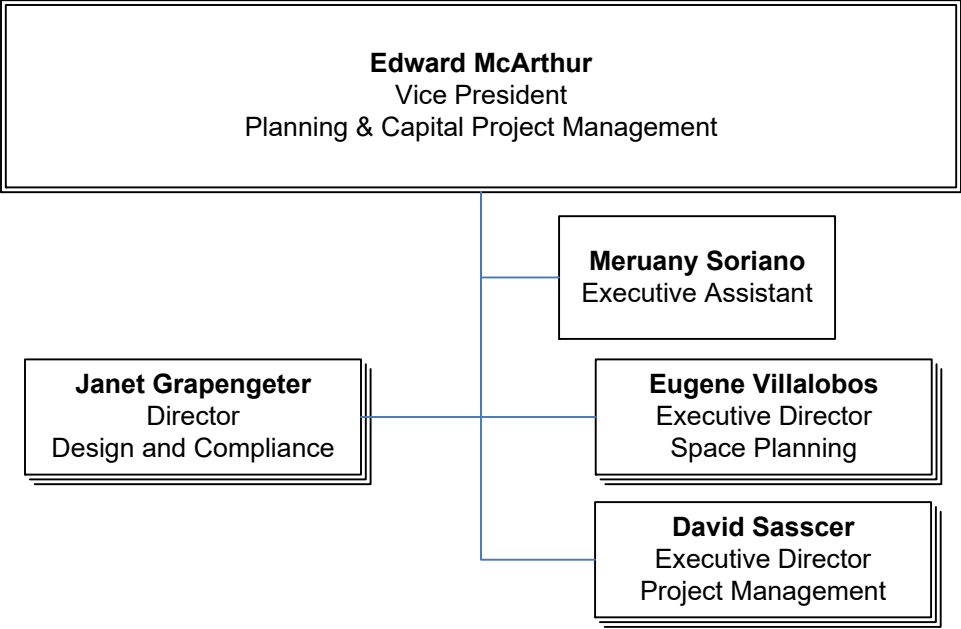 Edward McArthur
Vice President
Planning & Capital Project Management
Meruany Soriano
Executive Assistant
Janet Grapengeter
Director
Design and Compliance
Eugene Villalobos
Executive Director
Space Planning
David Sasscer
Executive Director
Project Management